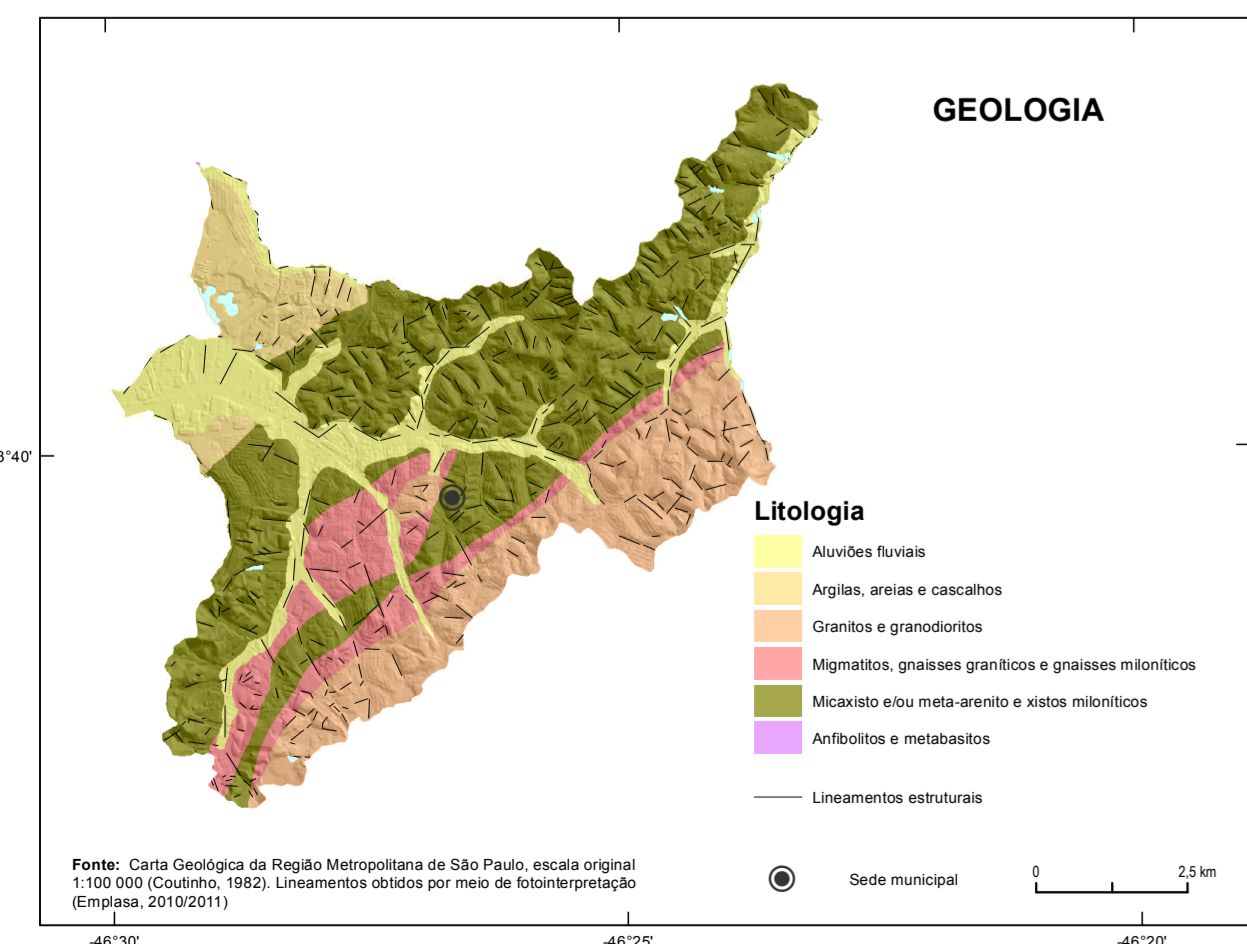 GEOLOGIA
3°40'
Litologia
Aluviões fluviais
Argilas, areias e cascalhos
Granitos e granodioritos
Migmatitos, gnaisses graníticos e gnaisses miloníticos
Micaxisto e/ou meta-arenito e xistos miloníticos
Anfibolitos e metabasitos
Lineamentos estruturais
Fonte: Carta Geológica da Região Metropolitana de São Paulo, escala original
1:100 000 (Coutinho, 1982). Lineamentos obtidos por meio de fotointerpretação
(Emplasa, 2010/2011)
Sede municipal
0 2,5 km
-46°30' -46°25' -46°20'